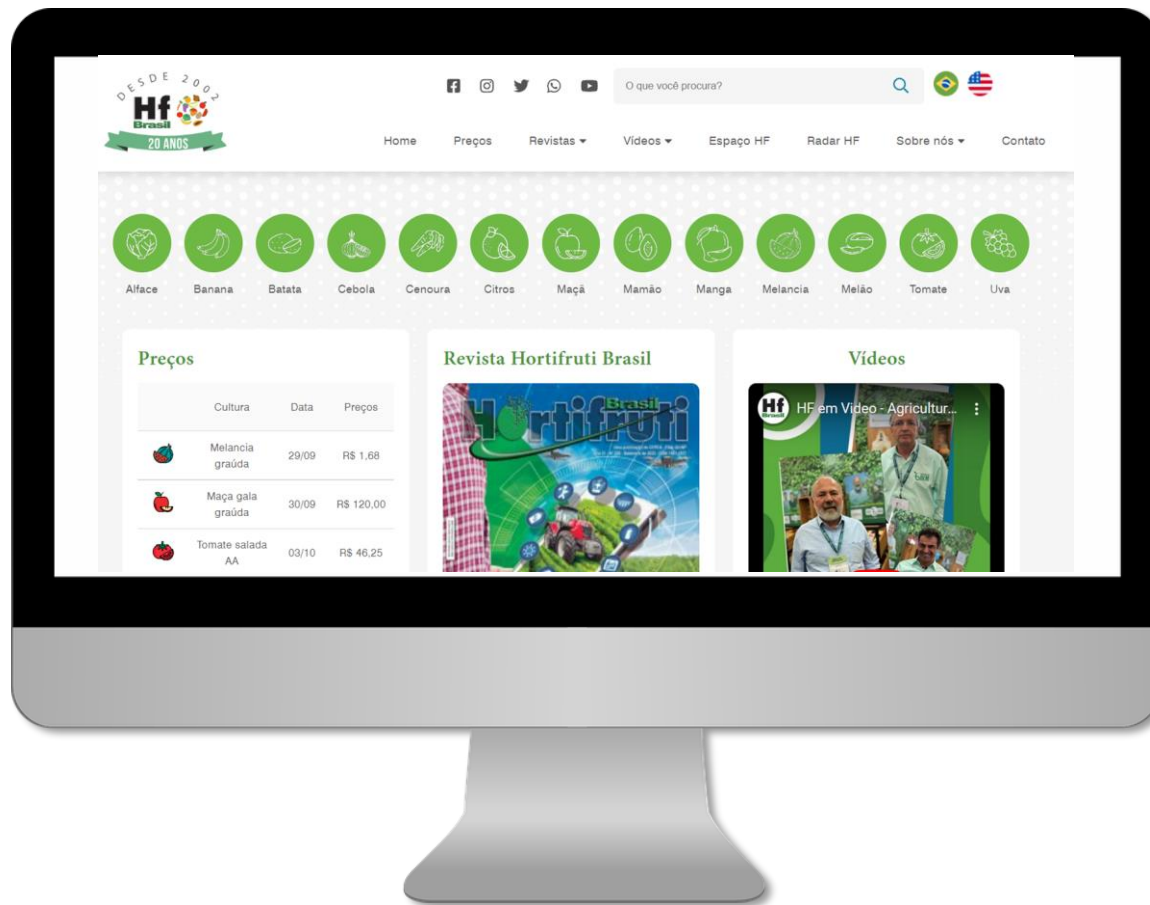 DESDE 2002
Hf
Brasil
20 ANOS
O que você procura?
Home Preços Revistas Vídeos Espaço HF Radar HF Sobre nós Contato
Alface Banana Batata Cebola Cenoura Citros Maçã Mamão Manga Melancia Melão Tomate Uva
Preços
Cultura Data Preços
Melancia
graúda 29/09 R$ 1,68
Maça gala
graúda 30/09 R$ 120,00
Tomate salada
AA 03/10 R$ 46,25
Revista Hortifruti Brasil
Brasil
Hortifruti
Vídeos
Hf
Brasil
HF em Video - Agricultur...